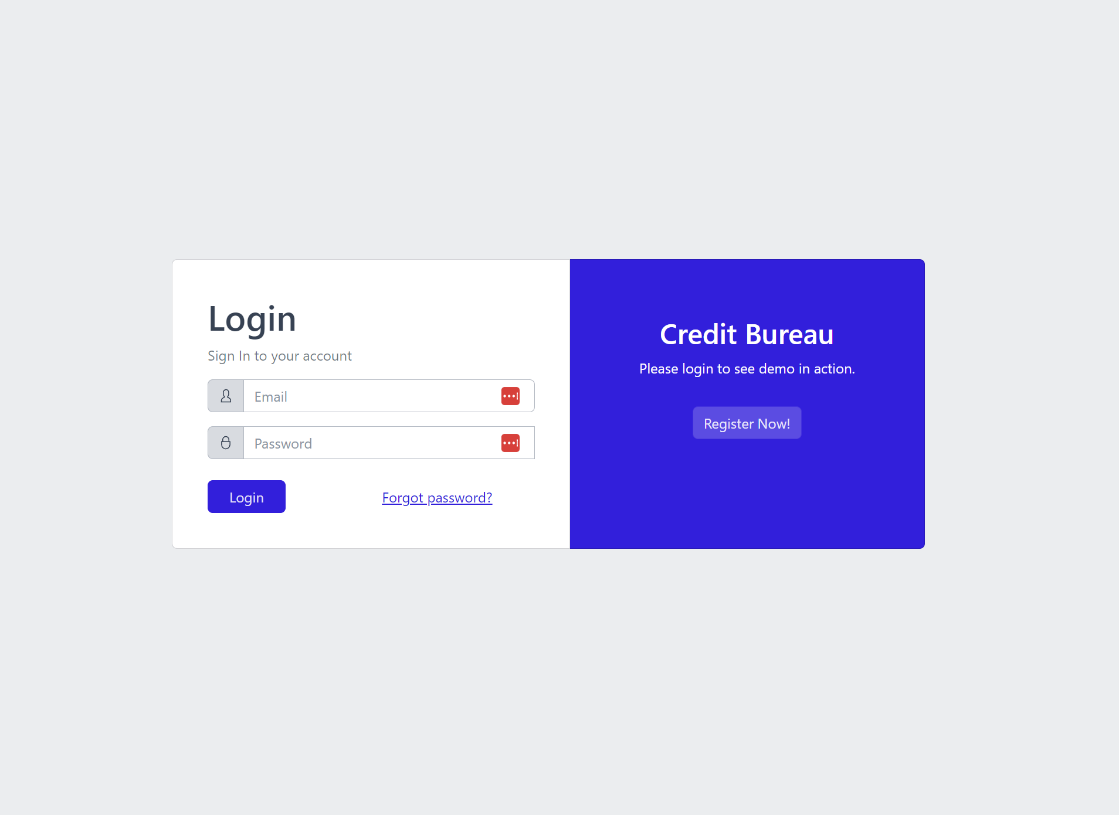 Login
Sign In to your account
Email
Password
Login
Forgot password?
Credit Bureau
Please login to see demo in action.
Register Now!